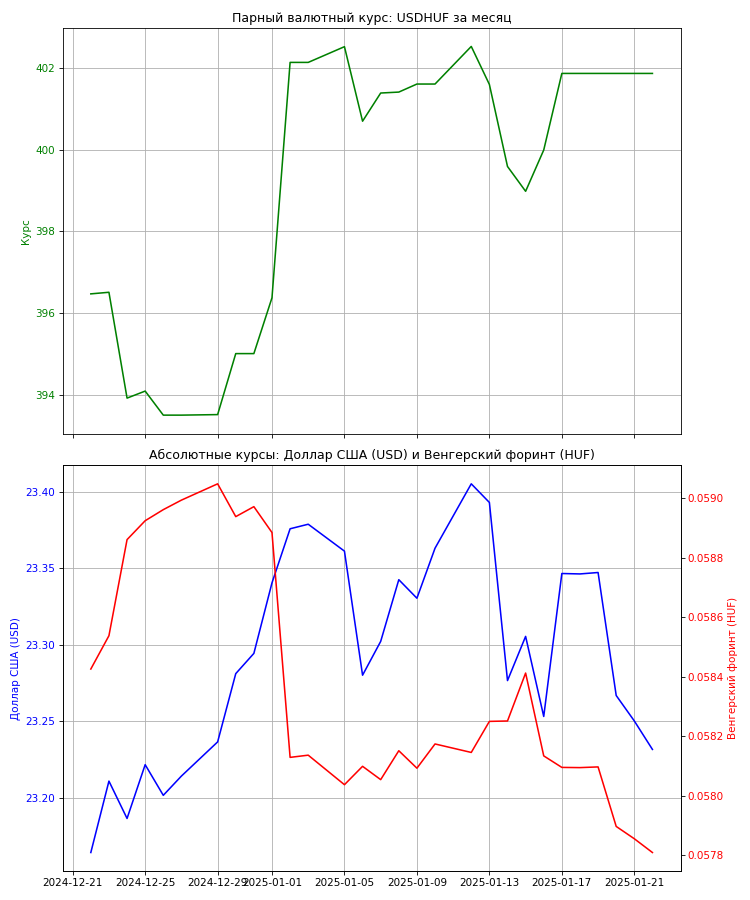 Парный валютный курс: USDHUF за месяц
Курс
402
400
398
396
394
Абсолютные курсы: Доллар США (USD) и Венгерский форинт (HUF)
Доллар США (USD)
23.40
23.35
23.30
23.25
23.20
0.0590
0.0588
0.0586
0.0584
0.0582
0.0580
0.0578
Венгерский форинт (HUF)
2024-12-21 2024-12-25 2024-12-29 2025-01-01 2025-01-05 2025-01-09 2025-01-13 2025-01-17 2025-01-21